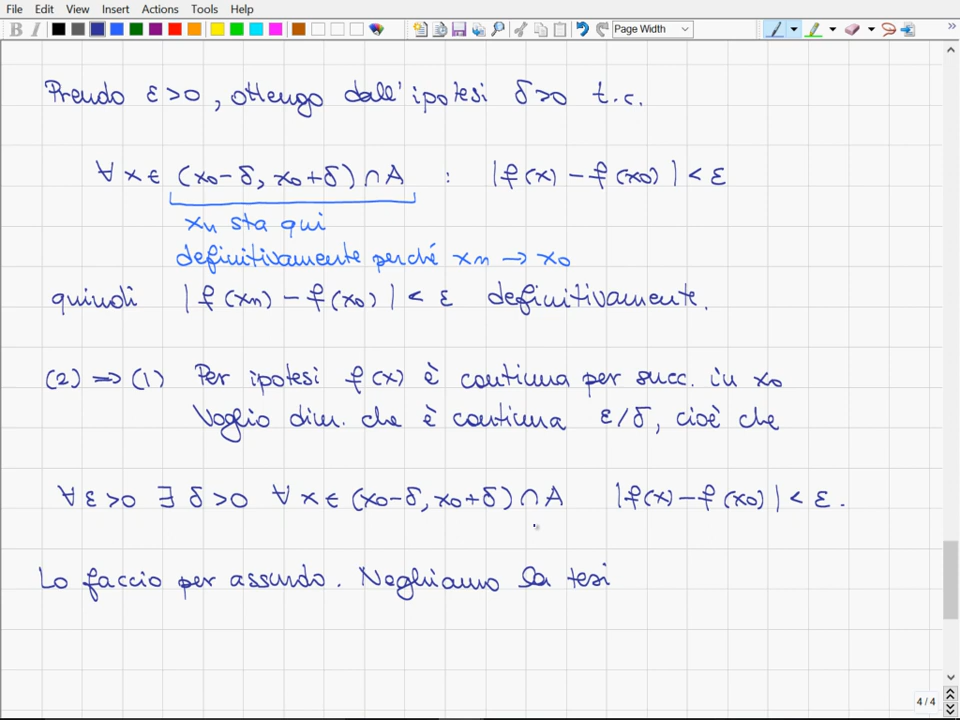 File Edit View Insert Actions Tools Help
B I Page Width
Prendo ε>0, ottengo dall'ipotesi δ>0 t.c.
∀ x ∈ (x0-δ, x0+δ) ∩ A : |f(x) - f(x0)| < ε
xn sta qui
definitivamente perché xn → x0
quindi |f(xn) - f(x0)| < ε definitivamente.
(2) ⇒ (1) Per ipotesi f(x) è continua per succ. in x0
Voglio dim. che è continua ε/δ, cioè che
∀ ε>0 ∃ δ>0 ∀ x ∈ (x0-δ, x0+δ) ∩ A |f(x) - f(x0)| < ε.
Lo faccio per assurdo. Neghiamo la tesi
4 / 4